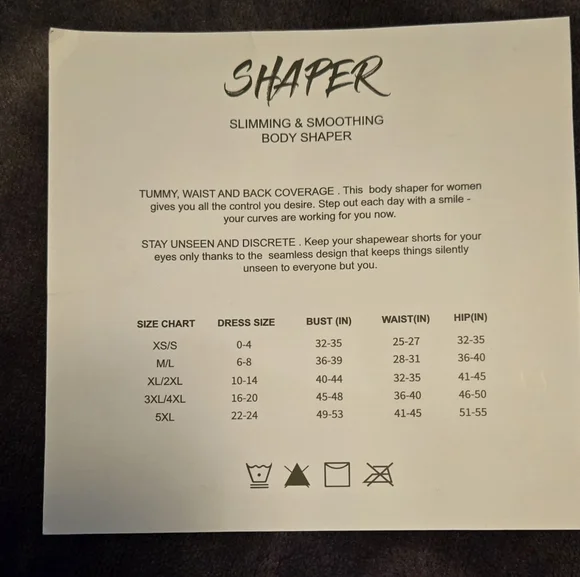 SHAPER
SLIMMING & SMOOTHING
BODY SHAPER
TUMMY, WAIST AND BACK COVERAGE . This body shaper for women
gives you all the control you desire. Step out each day with a smile -
your curves are working for you now.
STAY UNSEEN AND DISCRETE . Keep your shapewear shorts for your
eyes only thanks to the seamless design that keeps things silently
unseen to everyone but you.
SIZE CHART DRESS SIZE BUST (IN) WAIST(IN) HIP(IN)
XS/S 0-4 32-35 25-27 32-35
M/L 6-8 36-39 28-31 36-40
XL/2XL 10-14 40-44 32-35 41-45
3XL/4XL 16-20 45-48 36-40 46-50
5XL 22-24 49-53 41-45 51-55